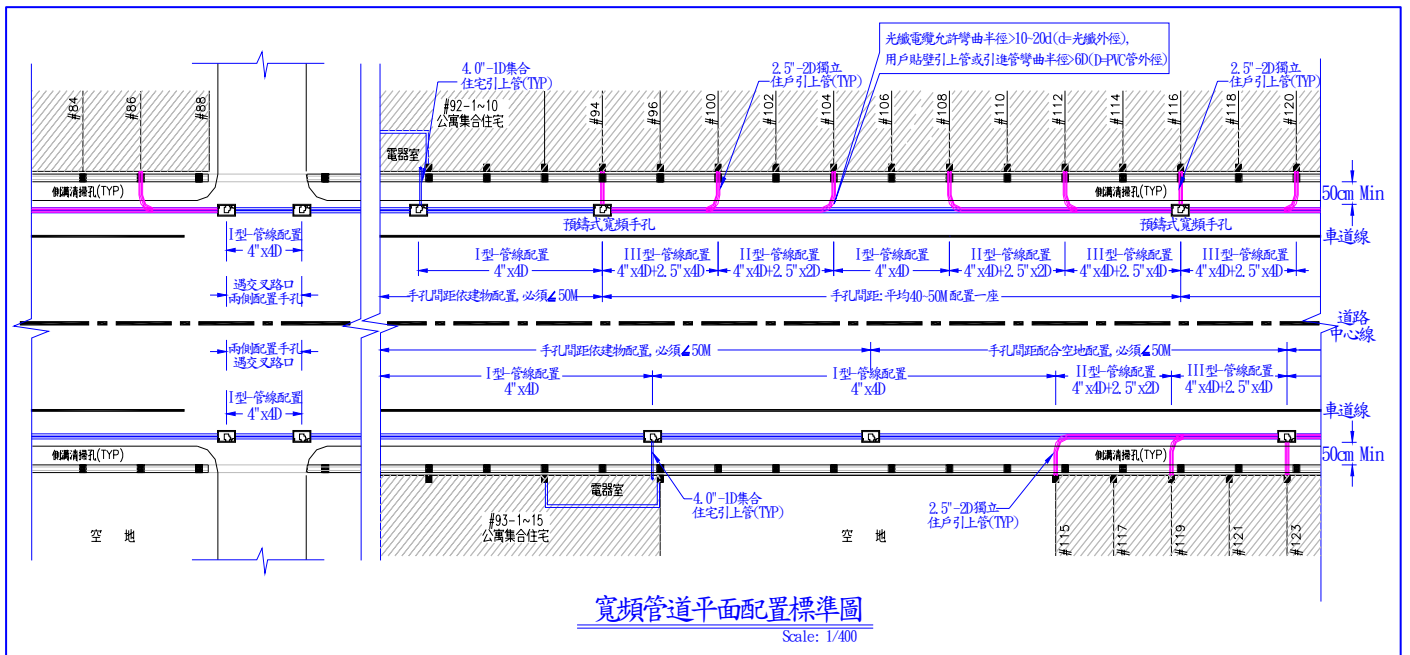 光纖電纜允許彎曲半徑>10~20d(d=光纖外徑),
用戶貼壁引上管或引進管彎曲半徑>6D(D=PVC管外徑)
4.0"-1D集合
住宅引上管(TYP)
2.5"-2D獨立
住戶引上管(TYP)
2.5"-2D獨立
住戶引上管(TYP)
#84
#86
#88
#92-1~10
公寓集合住宅
#94
#96
#100
#102
#104
#106
#108
#110
#112
#114
#116
#118
#120
電器室
側溝清掃孔(TYP)
側溝清掃孔(TYP)
50cm Min
預鑄式寬頻手孔
預鑄式寬頻手孔
車道線
I型-管線配置
4"x4D
I型-管線配置
4"x4D
III型-管線配置
4"x4D+2.5"x4D
II型-管線配置
4"x4D+2.5"x2D
I型-管線配置
4"x4D
II型-管線配置
4"x4D+2.5"x2D
III型-管線配置
4"x4D+2.5"x4D
III型-管線配置
4"x4D+2.5"x4D
遇交叉路口
兩側配置手孔
手孔間距依建物配置,必須≦50M
手孔間距:平均40~50M配置一座
道路
中心線
兩側配置手孔
遇交叉路口
手孔間距依建物配置,必須≦50M
手孔間距配合空地配置,必須≦50M
I型-管線配置
4"x4D
I型-管線配置
4"x4D
I型-管線配置
4"x4D
II型-管線配置
4"x4D+2.5"x2D
III型-管線配置
4"x4D+2.5"x4D
車道線
側溝清掃孔(TYP)
側溝清掃孔(TYP)
50cm Min
電器室
4.0"-1D集合
住宅引上管(TYP)
2.5"-2D獨立
住戶引上管(TYP)
空 地
#93-1~15
公寓集合住宅
空 地
#115
#117
#119
#121
#123
寬頻管道平面配置標準圖
Scale: 1/400